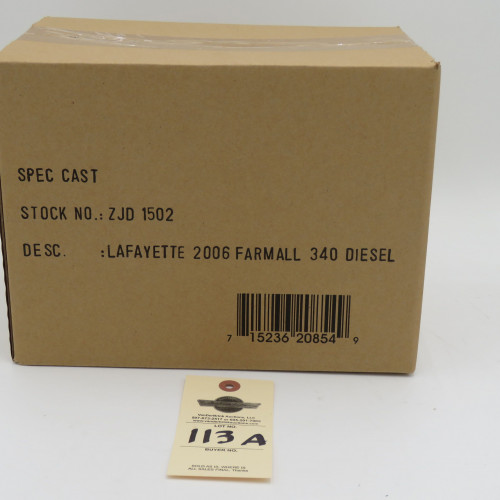 SPEC CAST
STOCK NO.: ZJD 1502
DESC. :LAFAYETTE 2006 FARMALL 340 DIESEL
7 15236 20854 9
LOT NO.
113A
BUYER NO.